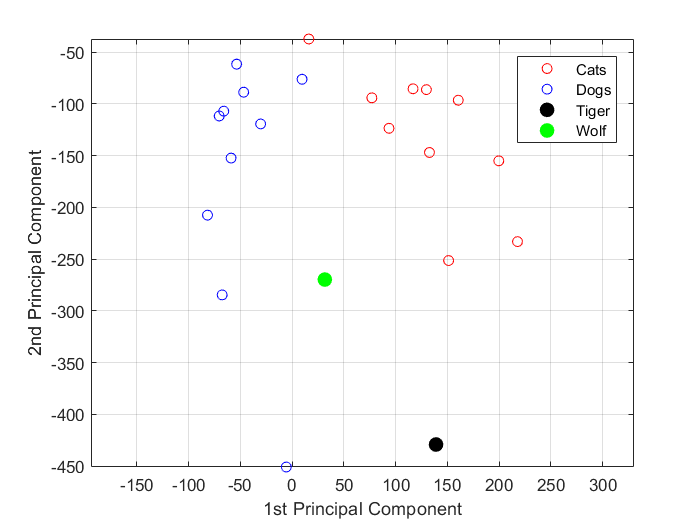 -50
-100
-150
-200
-250
-300
-350
-400
-450
2nd Principal Component
Cats
Dogs
Tiger
Wolf
-150 -100 -50 0 50 100 150 200 250 300
1st Principal Component